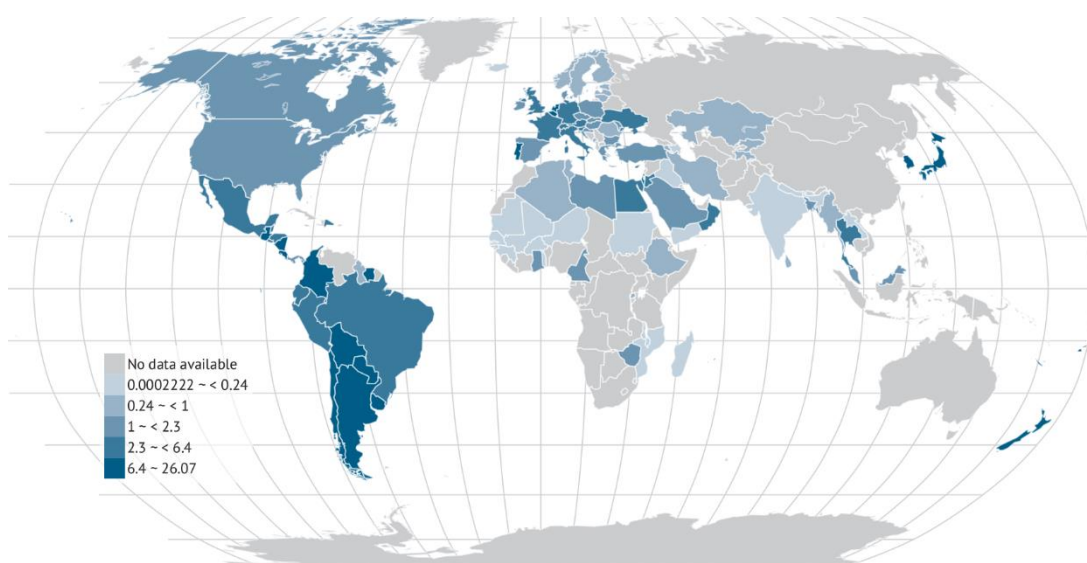 No data available
0.0002222 ~ < 0.24
0.24 ~ < 1
1 ~ < 2.3
2.3 ~ < 6.4
6.4 ~ 26.07